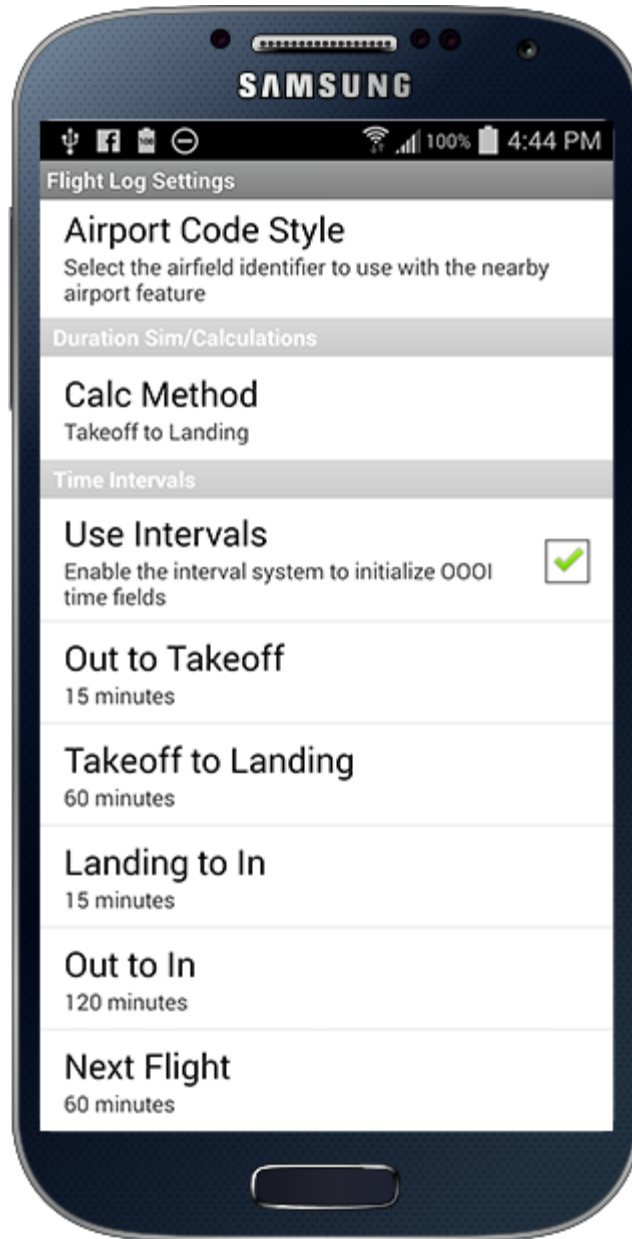 SAMSUNG
100% 4:44 PM
Flight Log Settings
Airport Code Style
Select the airfield identifier to use with the nearby
airport feature
Duration Sim/Calculations
Calc Method
Takeoff to Landing
Time Intervals
Use Intervals
Enable the interval system to initialize OOOI
time fields
Out to Takeoff
15 minutes
Takeoff to Landing
60 minutes
Landing to In
15 minutes
Out to In
120 minutes
Next Flight
60 minutes